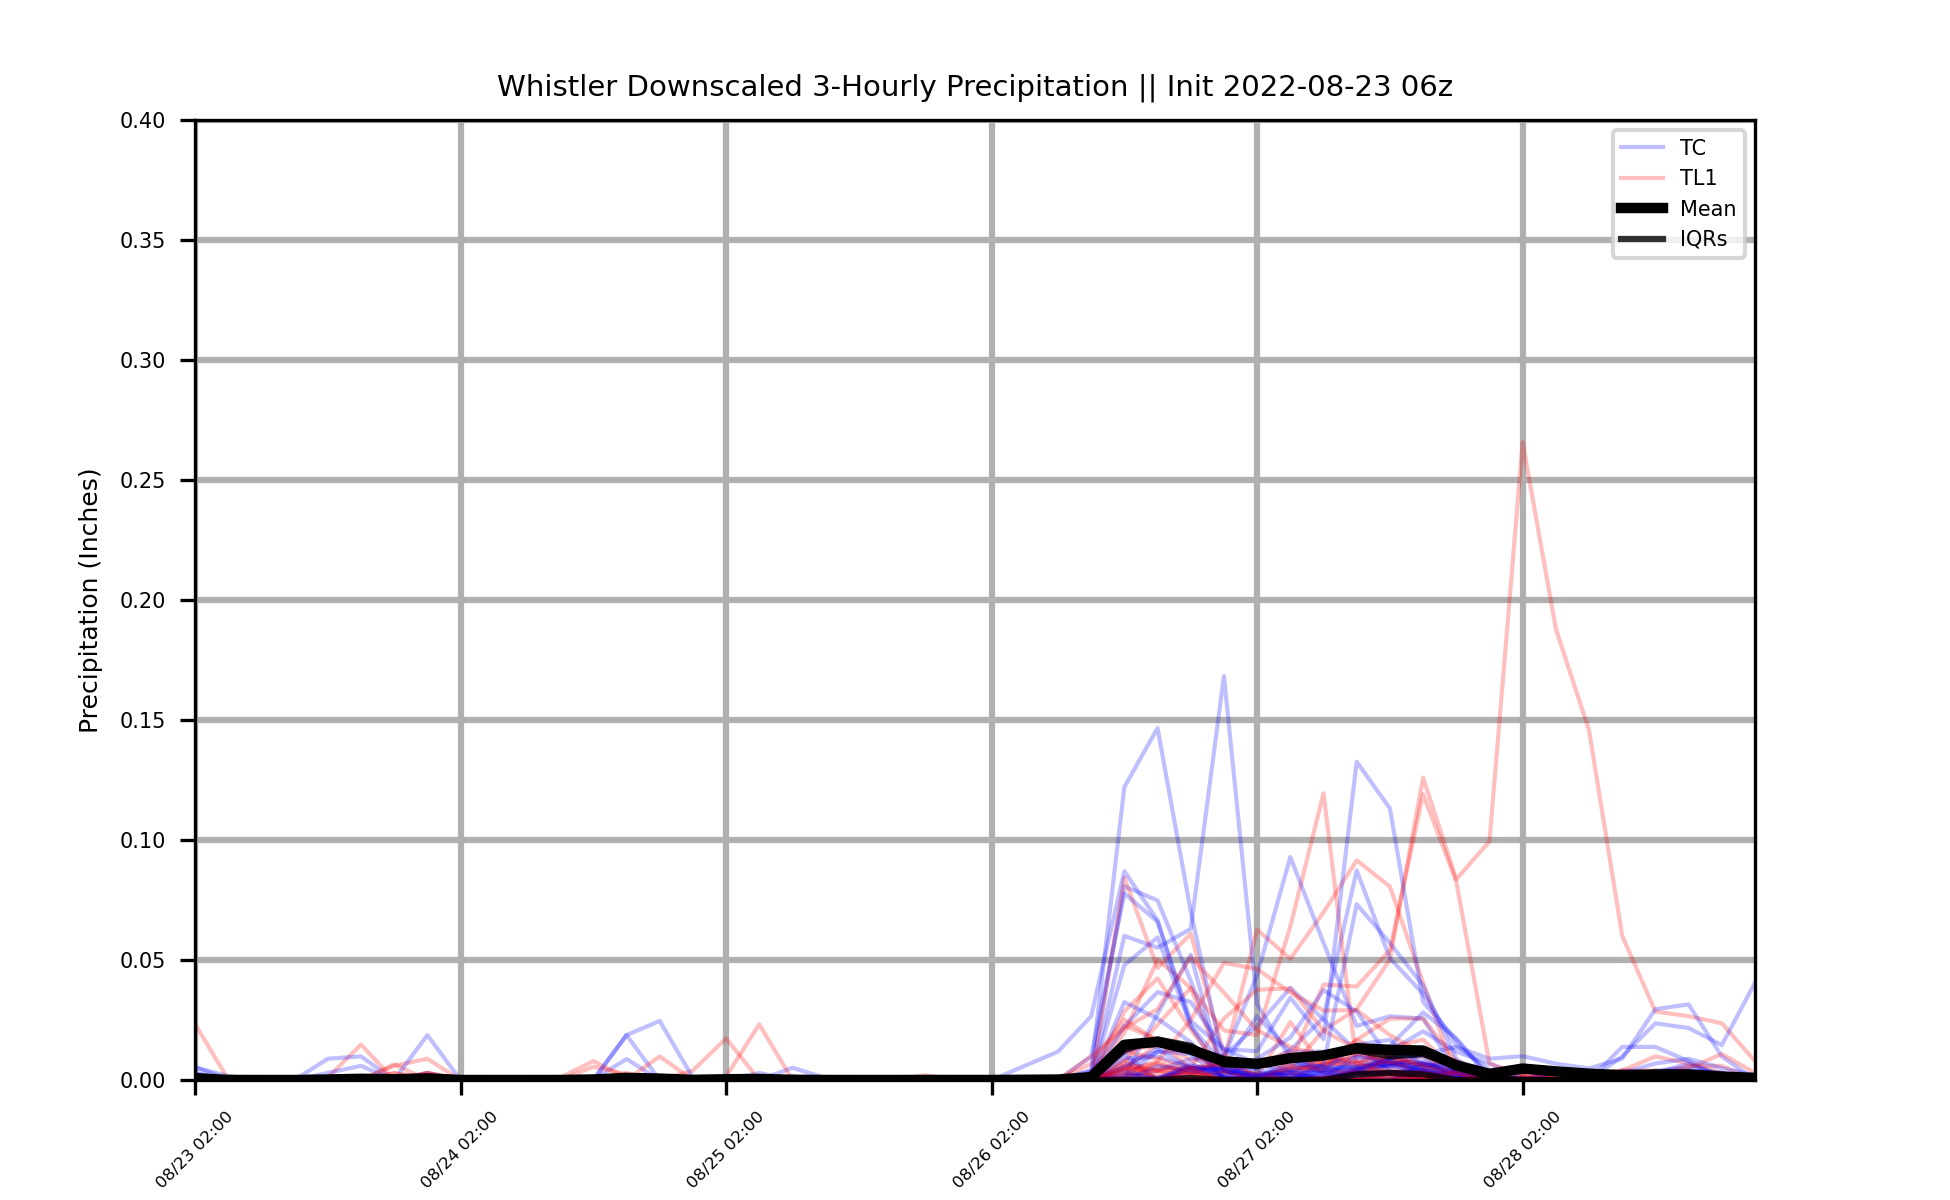 Whistler Downscaled 3-Hourly Precipitation || Init 2022-08-23 06z
Precipitation (Inches)
0.40
0.35
0.30
0.25
0.20
0.15
0.10
0.05
0.00
TC
TL1
Mean
IQRs
08/23 02:00
08/24 02:00
08/25 02:00
08/26 02:00
08/27 02:00
08/28 02:00